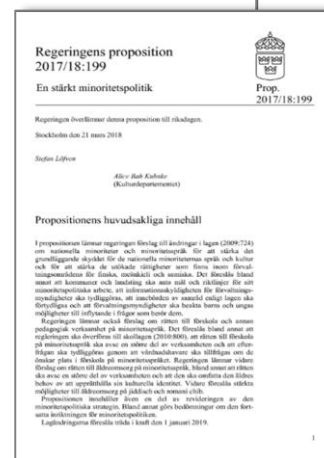 Regeringens proposition
2017/18:199
En stärkt minoritetspolitik
Prop.
2017/18:199
Regeringen överlämnar denna proposition till riksdagen.
Stockholm den 21 mars 2018
Stefan Löfven
Alice Bah Kuhnke
(Kulturdepartementet)
Propositionens huvudsakliga innehåll
I propositionen lämnar regeringen förslag till ändringar i lagen (2009:724)
om nationella minoriteter och minoritetsspråk för att stärka det
grundläggande skyddet för de nationella minoriteternas språk och kultur
och för att stärka de utökade rättigheter som finns inom förval-
tningsområdena för finska, meänkieli och samiska. Det föreslås bland
annat att kommuner och landsting ska anta mål och riktlinjer för sitt
minoritetspolitiska arbete, att informationsskyldigheten för förvaltnings-
myndigheter ska tydliggöras, att innebörden av samråd enligt lagen ska
förtydligas och att förvaltningsmyndigheter ska beakta barns och ungas
möjligheter till inflytande i frågor som berör dem.
Regeringen lämnar också förslag om rätten till förskola och annan
pedagogisk verksamhet på minoritetsspråk. Det föreslås bland annat att
regleringen ska överföras till skollagen (2010:800), att rätten till förskola
på minoritetsspråk ska avse en större del av verksamheten och att efter-
frågan ska tydliggöras genom att vårdnadshavare ska tillfrågas om de
önskar plats i förskola på minoritetsspråket. Regeringen lämnar vidare
förslag om rätten till äldreomsorg på minoritetsspråk, bland annat att rätten
ska avse en större del av verksamheten och att den ska omfatta den äldres
behov av att upprätthålla sin kulturella identitet. Vidare föreslås stärkta
möjligheter till äldreomsorg på jiddisch och romani chib.
Propositionen innehåller även en del av revideringen av den
minoritetspolitiska strategin. Bland annat görs bedömningar om den fort-
satta inriktningen för minoritetspolitiken.
Lagändringarna föreslås träda i kraft den 1 januari 2019.
1